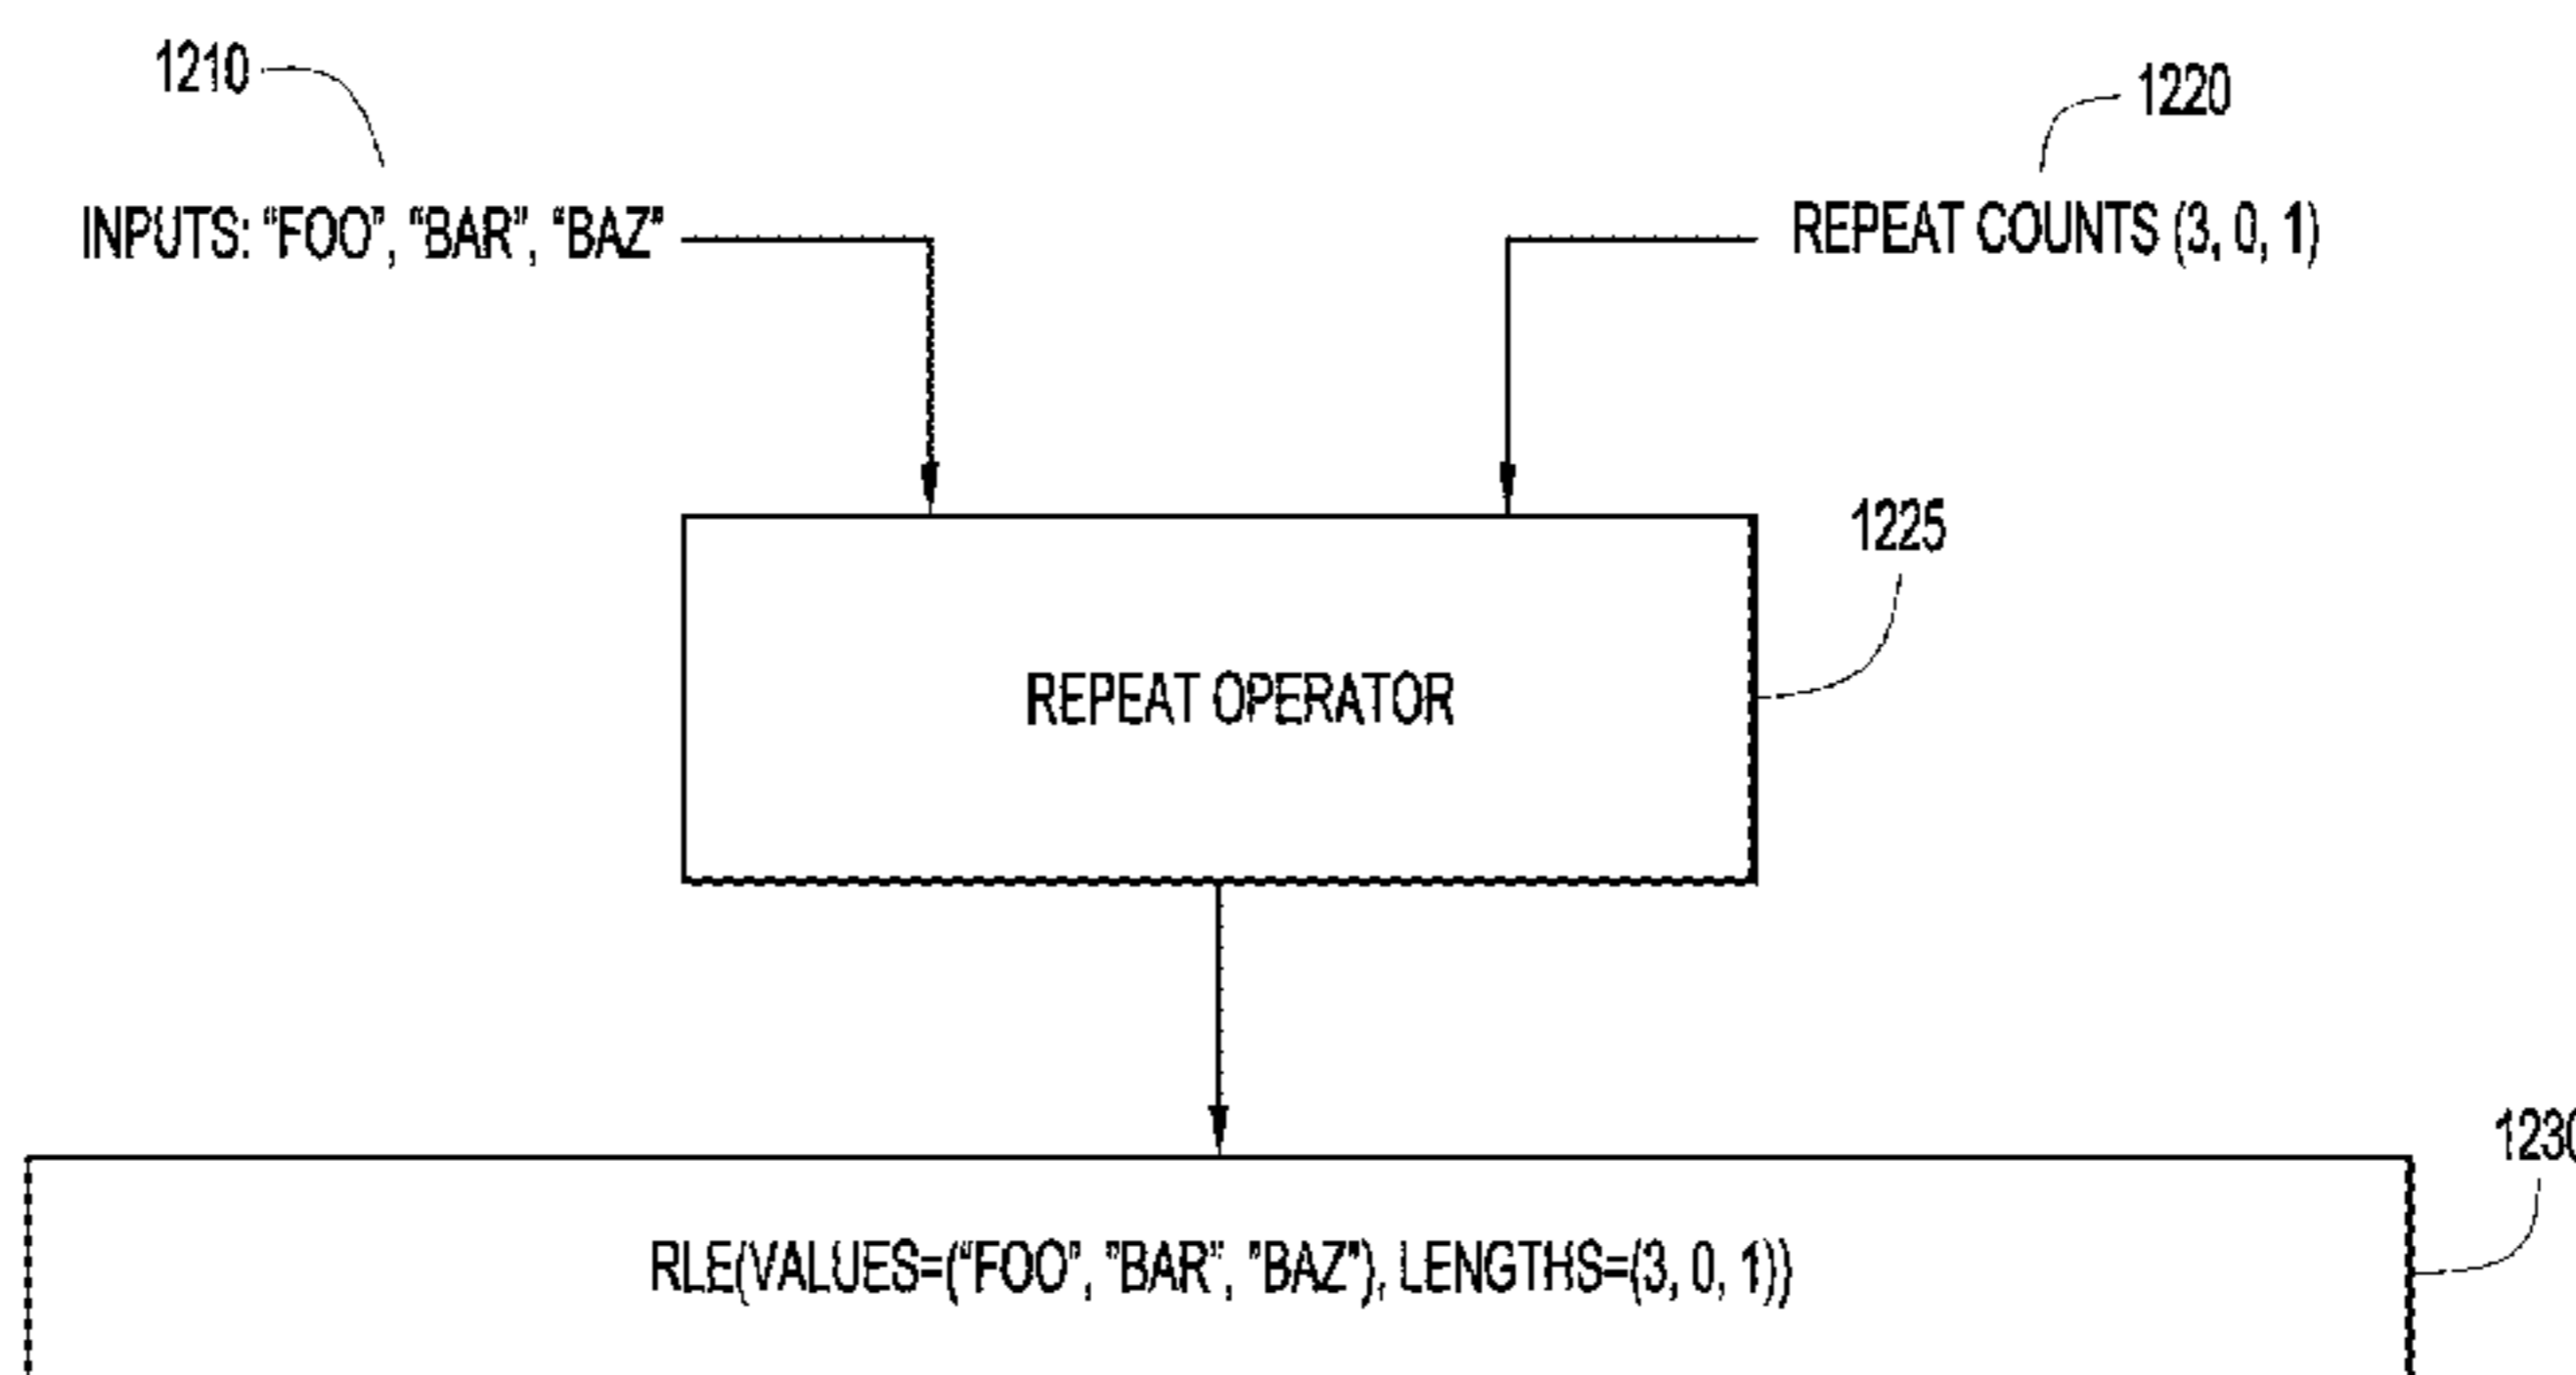 1210
1220
INPUTS: “FOO”, “BAR”, “BAZ”
REPEAT COUNTS (3, 0, 1)
1225
REPEAT OPERATOR
1230
RLE(VALUES=(“FOO”, ”BAR”, ”BAZ”), LENGTHS=(3, 0, 1))